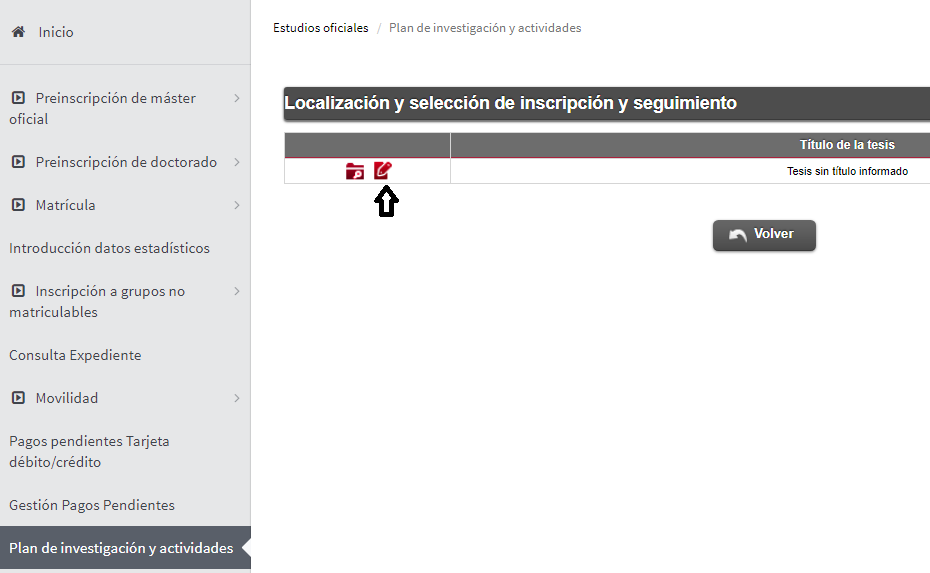 Inicio
Preinscripción de máster
oficial
Preinscripción de doctorado
Matrícula
Introducción datos estadísticos
Inscripción a grupos no
matriculables
Consulta Expediente
Movilidad
Pagos pendientes Tarjeta
débito/crédito
Gestión Pagos Pendientes
Plan de investigación y actividades
Estudios oficiales / Plan de investigación y actividades
Localización y selección de inscripción y seguimiento
Título de la tesis
Tesis sin título informado
Volver